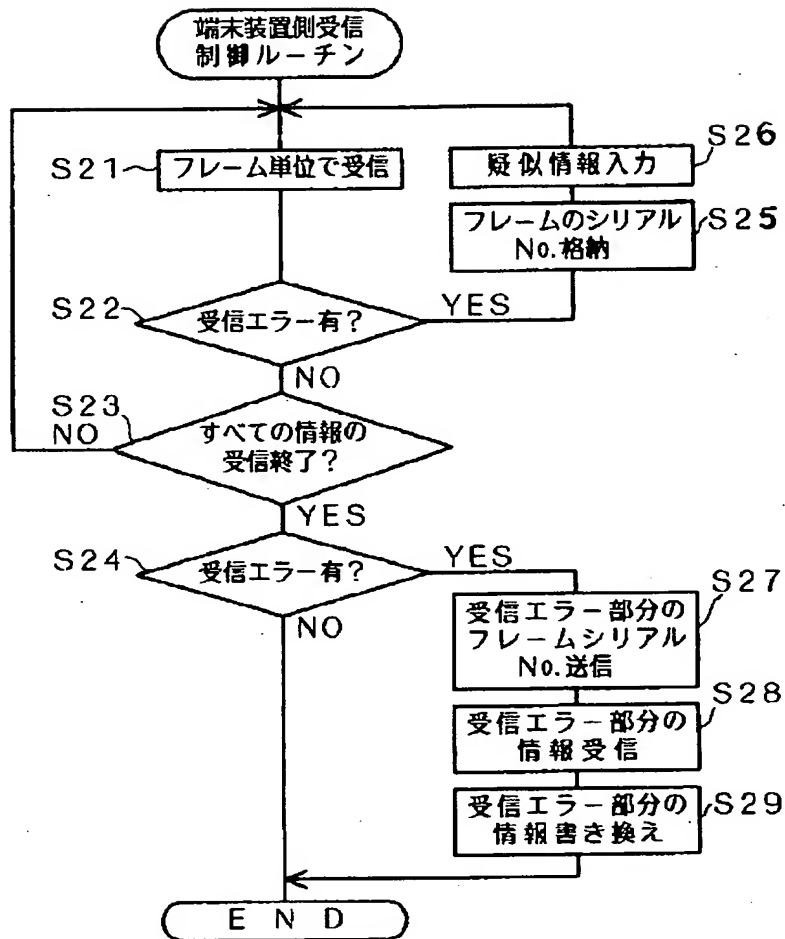 端末装置側受信
制御ルーチン
S21
フレーム単位で受信
S26
疑似情報入力
S25
フレームのシリアル
No.格納
S22
受信エラー有?
YES
NO
S23
NO
すべての情報の
受信終了?
YES
S24
受信エラー有?
YES
NO
S27
受信エラー部分の
フレームシリアル
No.送信
S28
受信エラー部分の
情報受信
S29
受信エラー部分の
情報書き換え
END